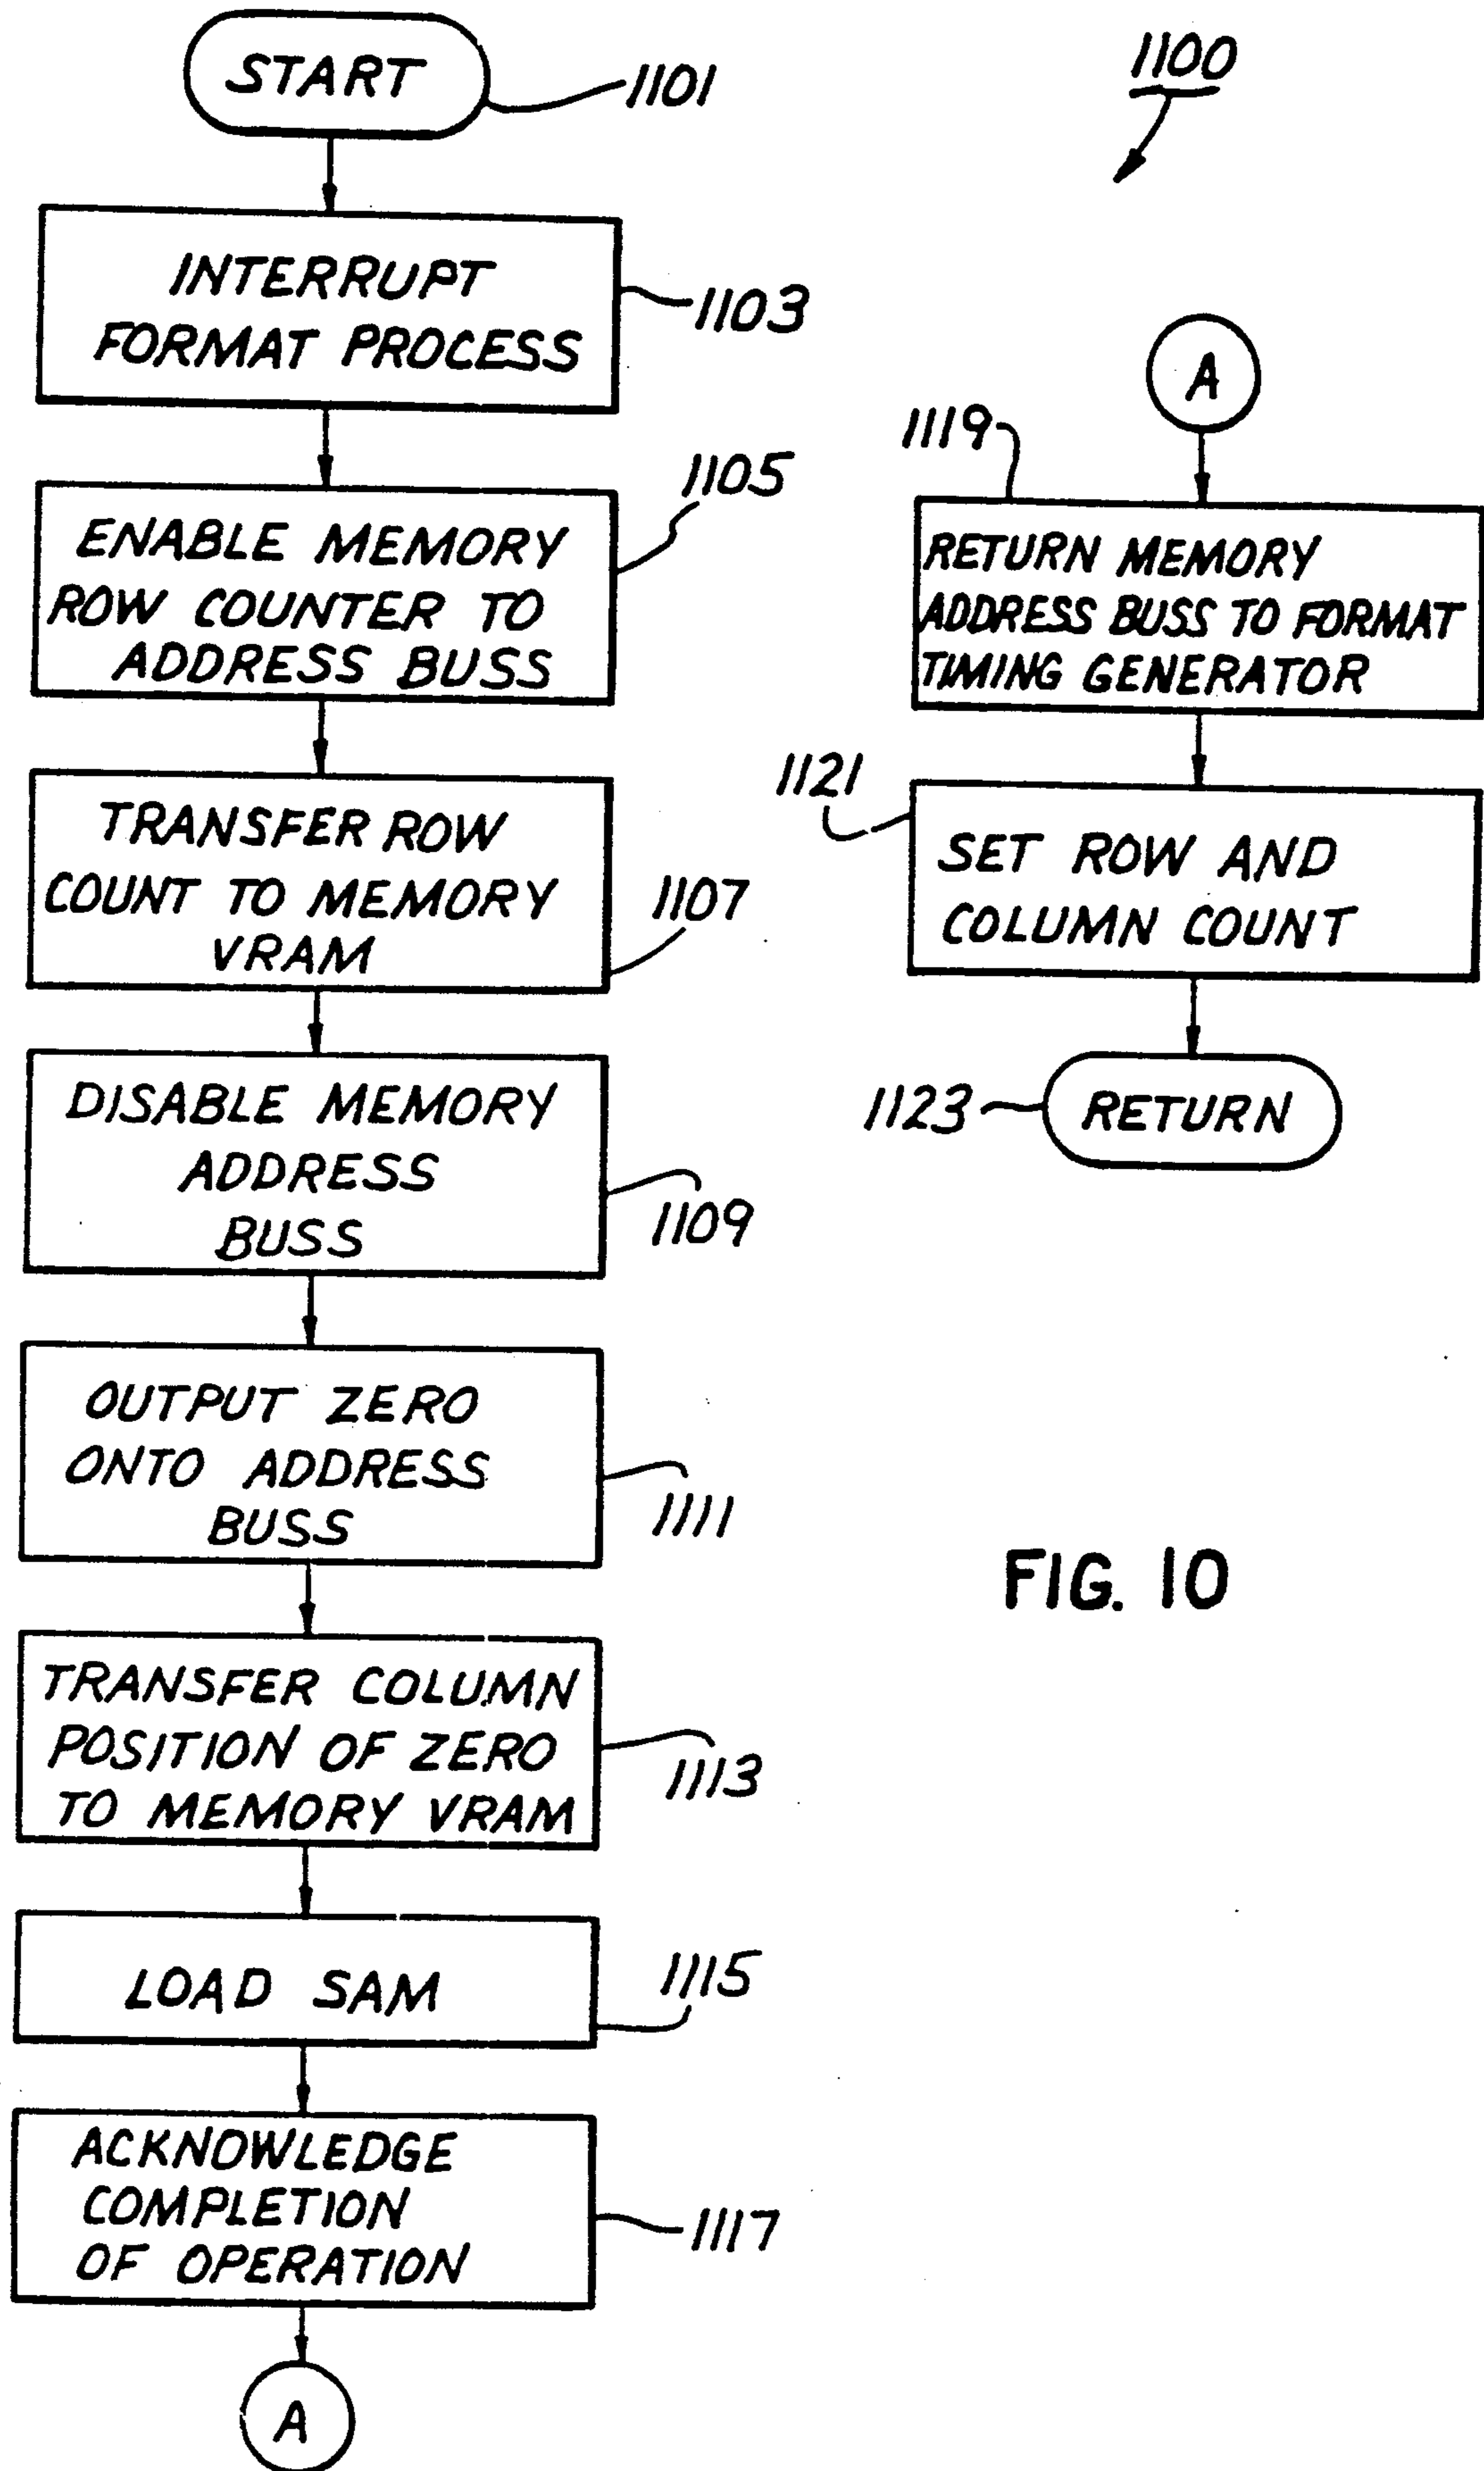 START
1101
1100
INTERRUPT
FORMAT PROCESS
1103
ENABLE MEMORY
ROW COUNTER TO
ADDRESS BUSS
1105
TRANSFER ROW
COUNT TO MEMORY
VRAM
1107
DISABLE MEMORY
ADDRESS
BUSS
1109
OUTPUT ZERO
ONTO ADDRESS
BUSS
1111
TRANSFER COLUMN
POSITION OF ZERO
TO MEMORY VRAM
1113
LOAD SAM
1115
ACKNOWLEDGE
COMPLETION
OF OPERATION
1117
A
A
1119
RETURN MEMORY
ADDRESS BUSS TO FORMAT
TIMING GENERATOR
1121
SET ROW AND
COLUMN COUNT
1123
RETURN
FIG. 10